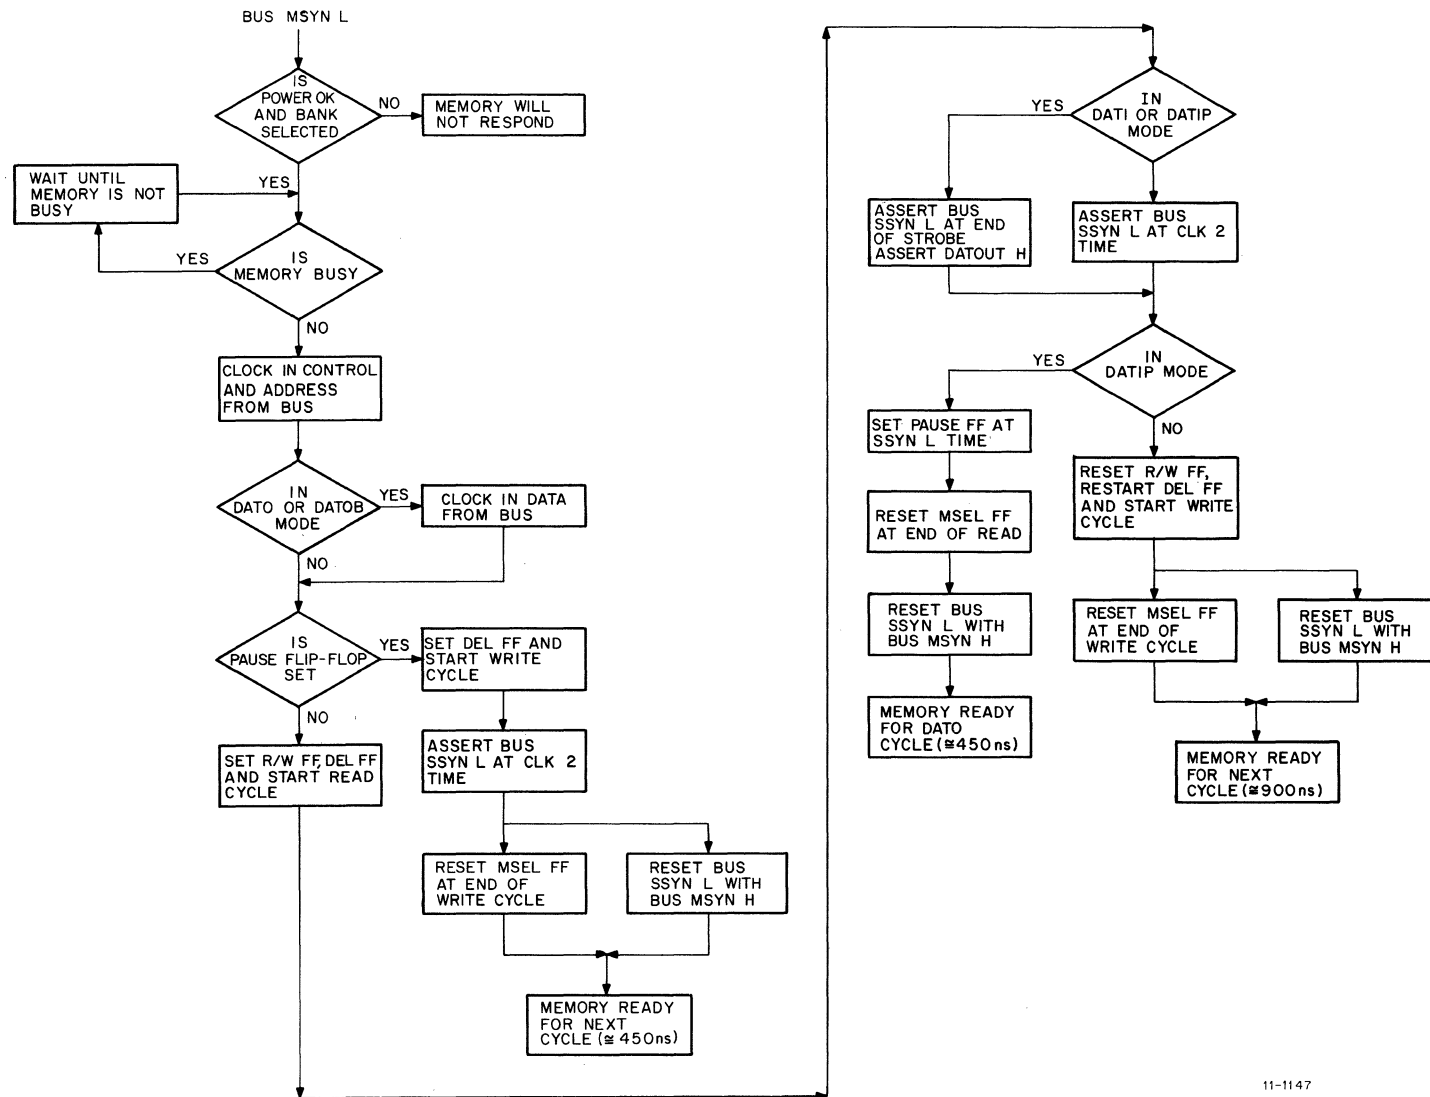 BUS MSYN L
IS
POWER OK
AND BANK
SELECTED
NO
MEMORY WILL
NOT RESPOND
YES
WAIT UNTIL
MEMORY IS NOT
BUSY
IS
MEMORY BUSY
YES
NO
CLOCK IN CONTROL
AND ADDRESS
FROM BUS
IN
DATO OR DATOB
MODE
YES
CLOCK IN DATA
FROM BUS
NO
IS
PAUSE FLIP-FLOP
SET
YES
SET DEL FF AND
START WRITE
CYCLE
NO
SET R/W FF, DEL FF
AND START READ
CYCLE
ASSERT BUS
SSYN L AT CLK 2
TIME
RESET MSEL FF
AT END OF
WRITE CYCLE
RESET BUS
SSYN L WITH
BUS MSYN H
MEMORY READY
FOR NEXT
CYCLE (≅ 450ns)
IN
DATI OR DATIP
MODE
YES
ASSERT BUS
SSYN L AT END
OF STROBE
ASSERT DATOUT H
ASSERT BUS
SSYN L AT CLK 2
TIME
IN
DATIP MODE
YES
SET PAUSE FF AT
SSYN L TIME
RESET MSEL FF
AT END OF READ
RESET BUS
SSYN L WITH
BUS MSYN H
MEMORY READY
FOR DATO
CYCLE (≅450ns)
NO
RESET R/W FF,
RESTART DEL FF
AND START WRITE
CYCLE
RESET MSEL FF
AT END OF
WRITE CYCLE
RESET BUS
SSYN L WITH
BUS MSYN H
MEMORY READY
FOR NEXT
CYCLE (≅900ns)
11-1147